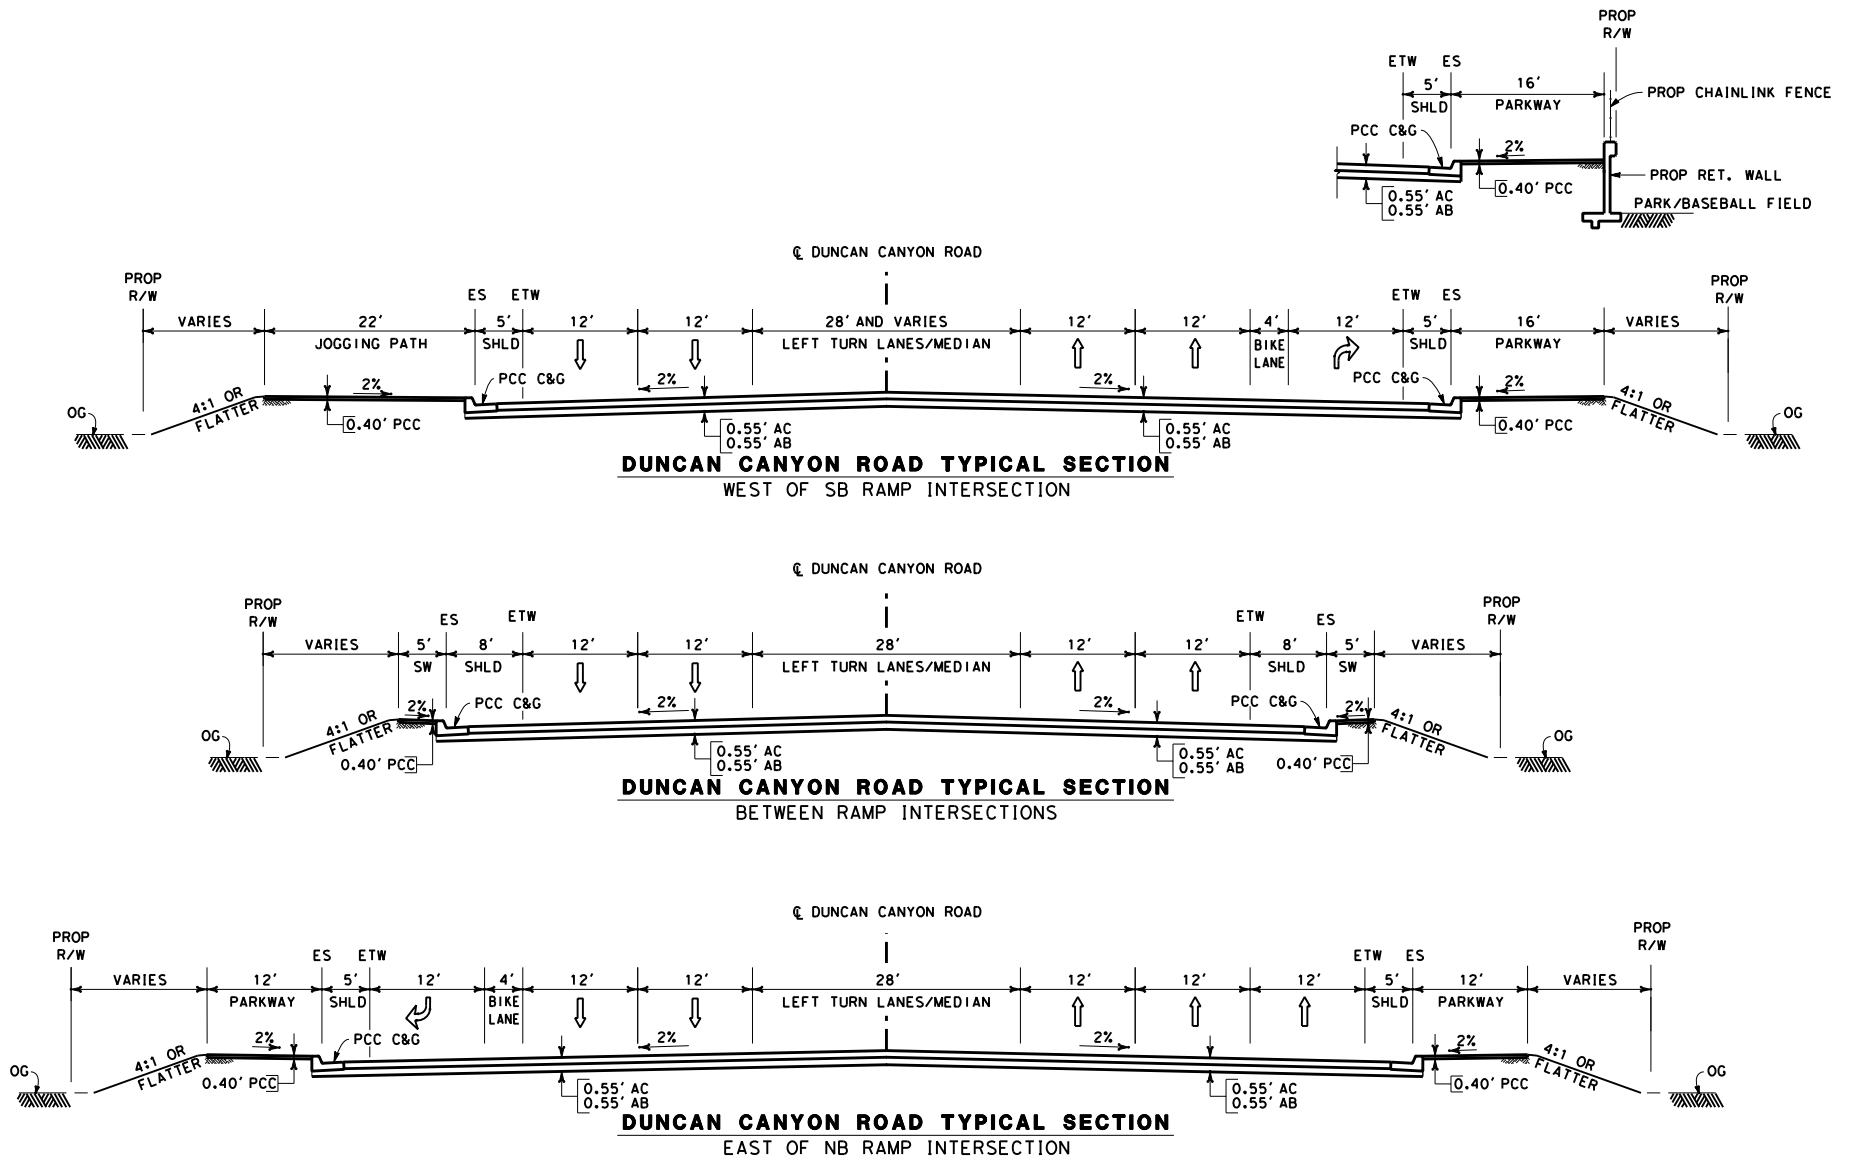 PROP
R/W
ETW ES
5' 16'
SHLD PARKWAY
PROP CHAINLINK FENCE
PCC C&G
2%
0.40' PCC
PROP RET. WALL
0.55' AC
0.55' AB
PARK/BASEBALL FIELD
℄ DUNCAN CANYON ROAD
PROP
R/W
ES ETW
ETW ES
PROP
R/W
VARIES 22' 5' 12' 12' 28' AND VARIES 12' 12' 4' 12' 5' 16' VARIES
JOGGING PATH SHLD LEFT TURN LANES/MEDIAN BIKE
LANE SHLD PARKWAY
2% PCC C&G 2% 2% PCC C&G 2%
OG 4:1 OR
FLATTER
0.40' PCC
0.55' AC
0.55' AB
0.55' AC
0.55' AB
0.40' PCC
4:1 OR
FLATTER
OG
DUNCAN CANYON ROAD TYPICAL SECTION
WEST OF SB RAMP INTERSECTION
℄ DUNCAN CANYON ROAD
PROP
R/W
ES ETW
ETW ES
PROP
R/W
VARIES 5' 8' 12' 12' 28' 12' 12' 8' 5' VARIES
SW SHLD LEFT TURN LANES/MEDIAN SHLD SW
2% PCC C&G 2% 2% PCC C&G 2%
OG 4:1 OR
FLATTER
0.40' PCC
0.55' AC
0.55' AB
0.55' AC
0.55' AB
0.40' PCC
4:1 OR
FLATTER
OG
DUNCAN CANYON ROAD TYPICAL SECTION
BETWEEN RAMP INTERSECTIONS
℄ DUNCAN CANYON ROAD
PROP
R/W
ES ETW
ETW ES
PROP
R/W
VARIES 12' 5' 12' 4' 12' 12' 28' 12' 12' 12' 5' 12' VARIES
PARKWAY SHLD BIKE
LANE LEFT TURN LANES/MEDIAN SHLD PARKWAY
2% PCC C&G 2% 2% 2%
OG 4:1 OR
FLATTER
0.40' PCC
0.55' AC
0.55' AB
0.55' AC
0.55' AB
0.40' PCC
4:1 OR
FLATTER
OG
DUNCAN CANYON ROAD TYPICAL SECTION
EAST OF NB RAMP INTERSECTION